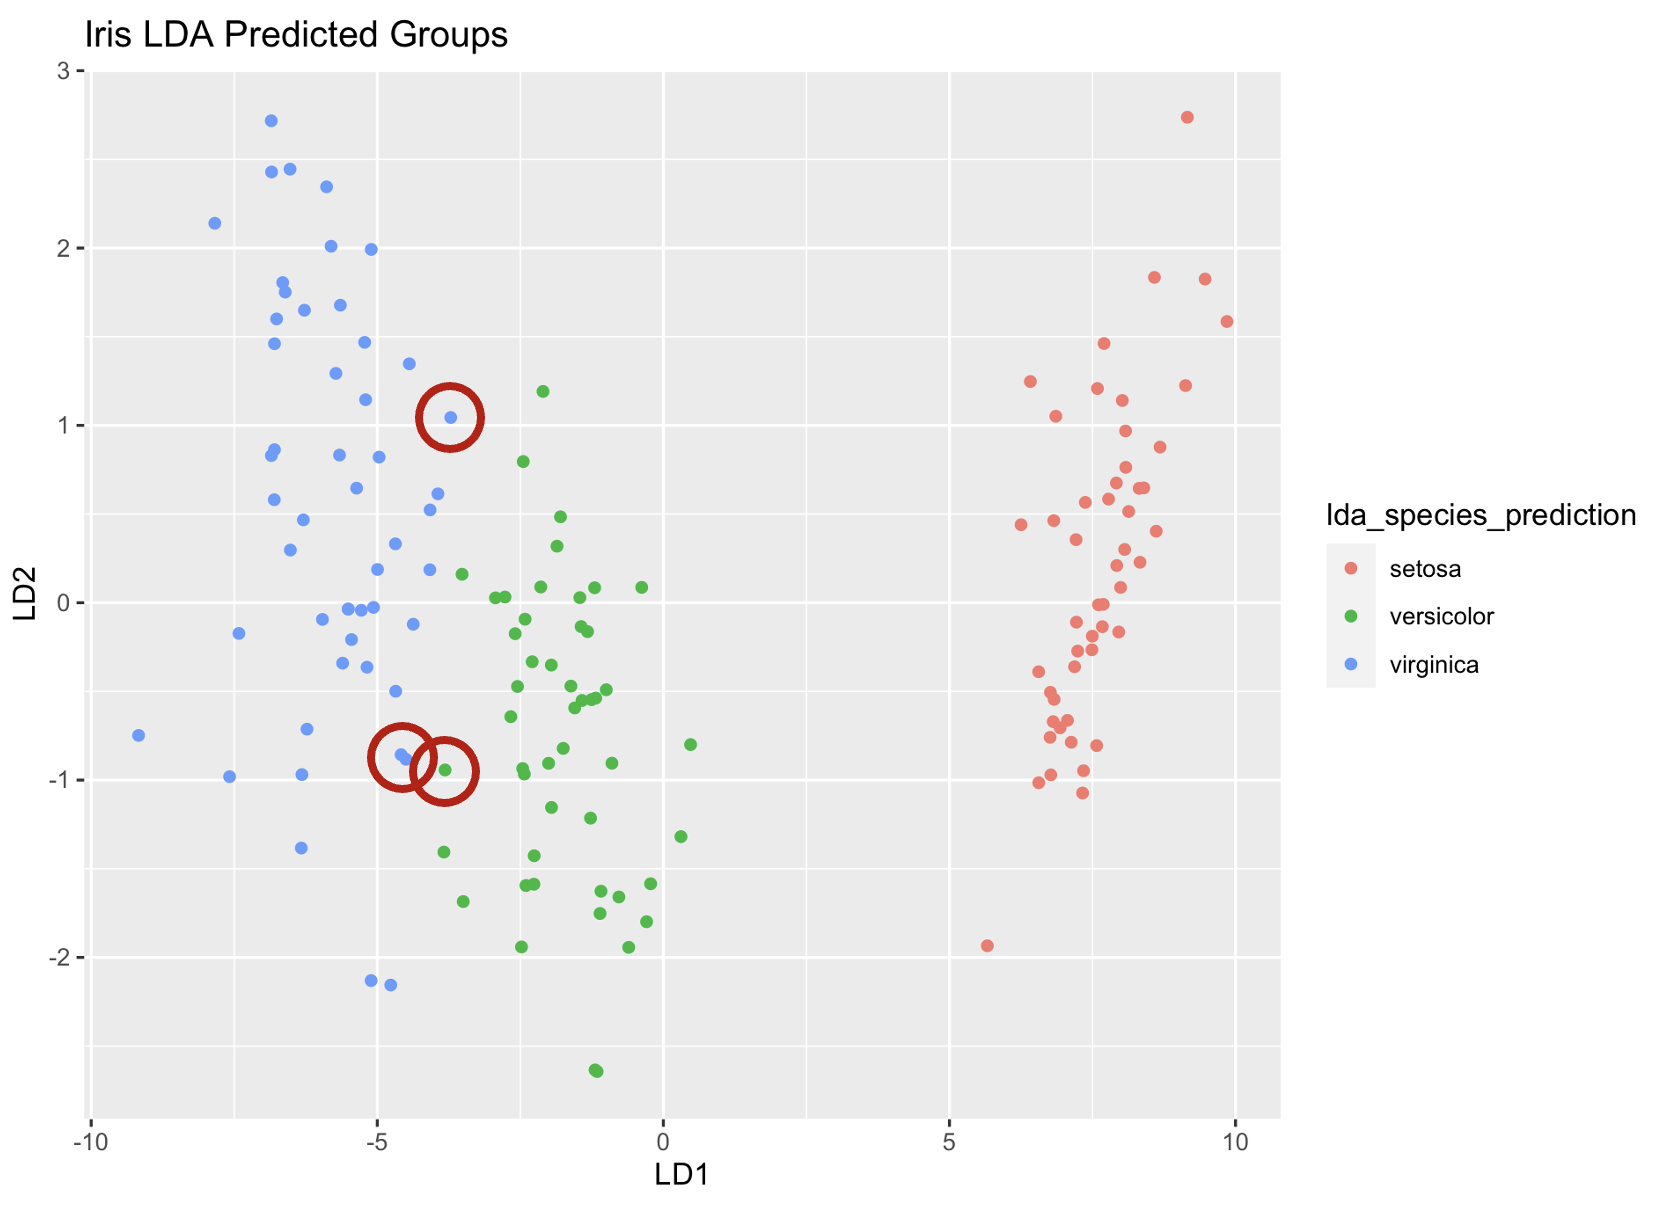 Iris LDA Predicted Groups
3
2
1
0
-1
-2
LD2
-10
-5
0
5
10
LD1
lda_species_prediction
setosa
versicolor
virginica